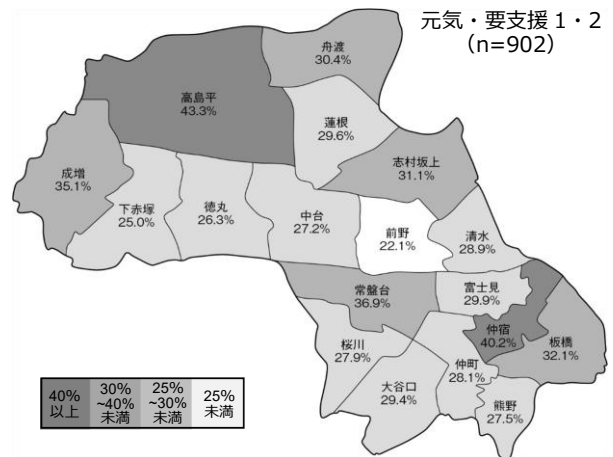 元気・要支援 1・2
（n=902）
舟渡
30.4%
高島平
43.3%
蓮根
29.6%
志村坂上
31.1%
成増
35.1%
下赤塚
25.0%
徳丸
26.3%
中台
27.2%
前野
22.1%
清水
28.9%
常盤台
36.9%
富士見
29.9%
仲宿
40.2%
板橋
32.1%
桜川
27.9%
大谷口
29.4%
仲町
28.1%
熊野
27.5%
40%
以上
30%
~40%
未満
25%
~30%
未満
25%
未満